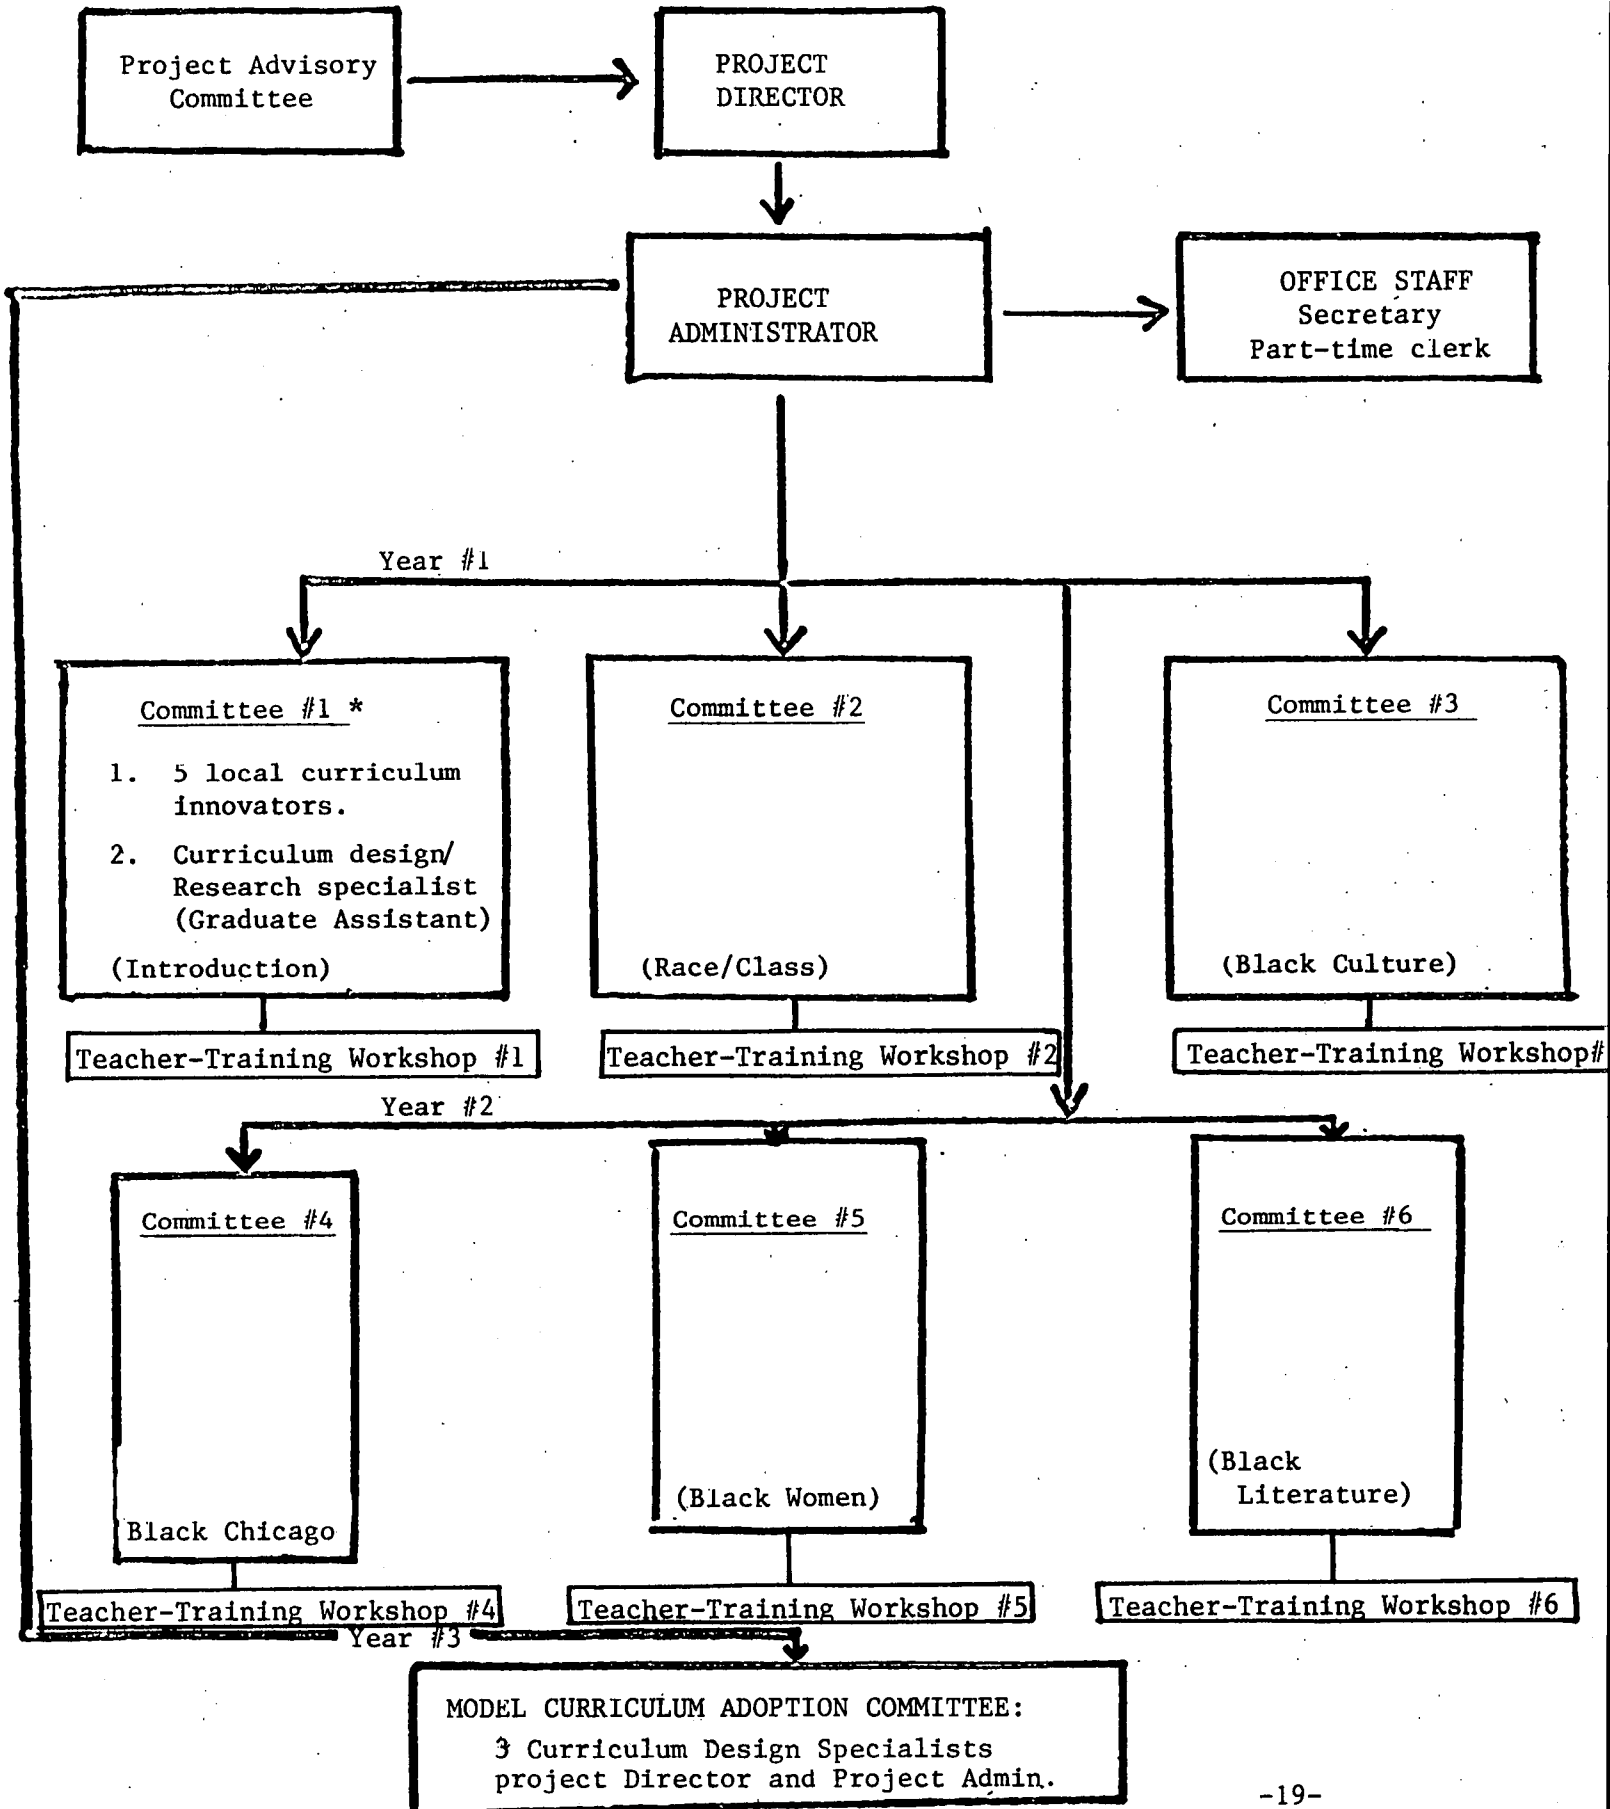 Project Advisory
Committee
PROJECT
DIRECTOR
PROJECT
ADMINISTRATOR
OFFICE STAFF
Secretary
Part-time clerk
Year #1
Committee #1 *
1. 5 local curriculum
innovators.
2. Curriculum design/
Research specialist
(Graduate Assistant)
(Introduction)
Committee #2
(Race/Class)
Committee #3
(Black Culture)
Teacher-Training Workshop #1
Teacher-Training Workshop #2
Teacher-Training Workshop#
Year #2
Committee #4
Black Chicago
Committee #5
(Black Women)
Committee #6
(Black
Literature)
Teacher-Training Workshop #4
Teacher-Training Workshop #5
Teacher-Training Workshop #6
Year #3
MODEL CURRICULUM ADOPTION COMMITTEE:
3 Curriculum Design Specialists
project Director and Project Admin.
-19-